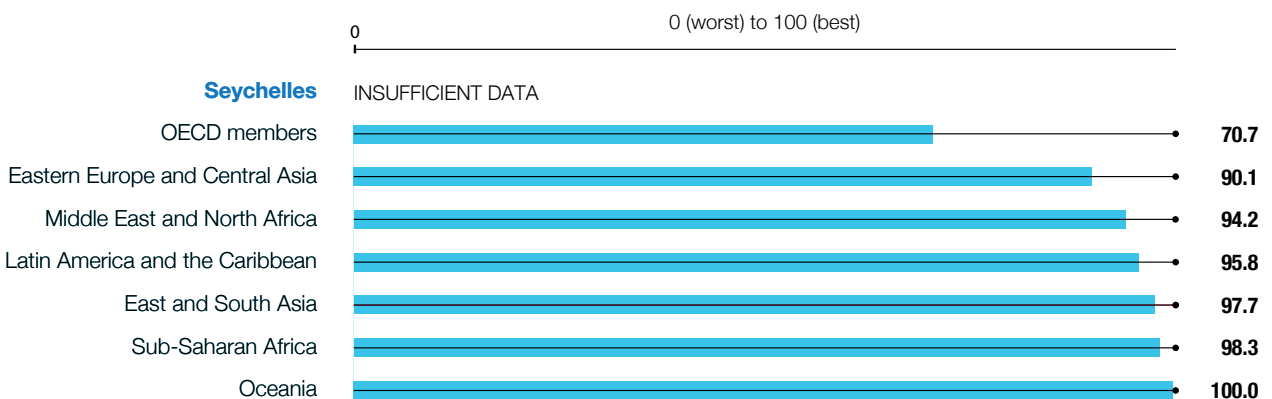 0 (worst) to 100 (best)
0
Seychelles INSUFFICIENT DATA
OECD members 70.7
Eastern Europe and Central Asia 90.1
Middle East and North Africa 94.2
Latin America and the Caribbean 95.8
East and South Asia 97.7
Sub-Saharan Africa 98.3
Oceania 100.0